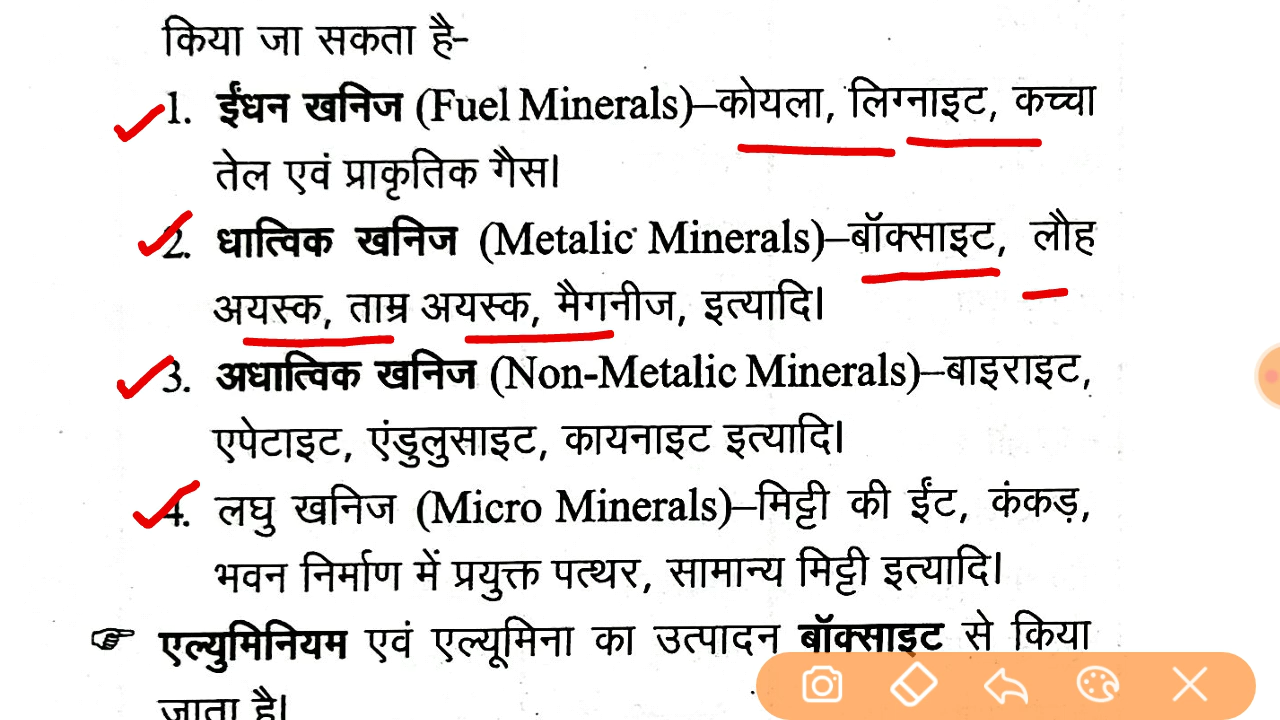 किया जा सकता है-
1. ईंधन खनिज (Fuel Minerals)–कोयला, लिग्नाइट, कच्चा
तेल एवं प्राकृतिक गैस।
2. धात्विक खनिज (Metalic Minerals)–बॉक्साइट, लौह
अयस्क, ताम्र अयस्क, मैगनीज, इत्यादि।
3. अधात्विक खनिज (Non-Metalic Minerals)–बाइराइट,
एपेटाइट, एंडुलुसाइट, कायनाइट इत्यादि।
4. लघु खनिज (Micro Minerals)–मिट्टी की ईंट, कंकड़,
भवन निर्माण में प्रयुक्त पत्थर, सामान्य मिट्टी इत्यादि।
☞ एल्युमिनियम एवं एल्यूमिना का उत्पादन बॉक्साइट से किया
जाता है।